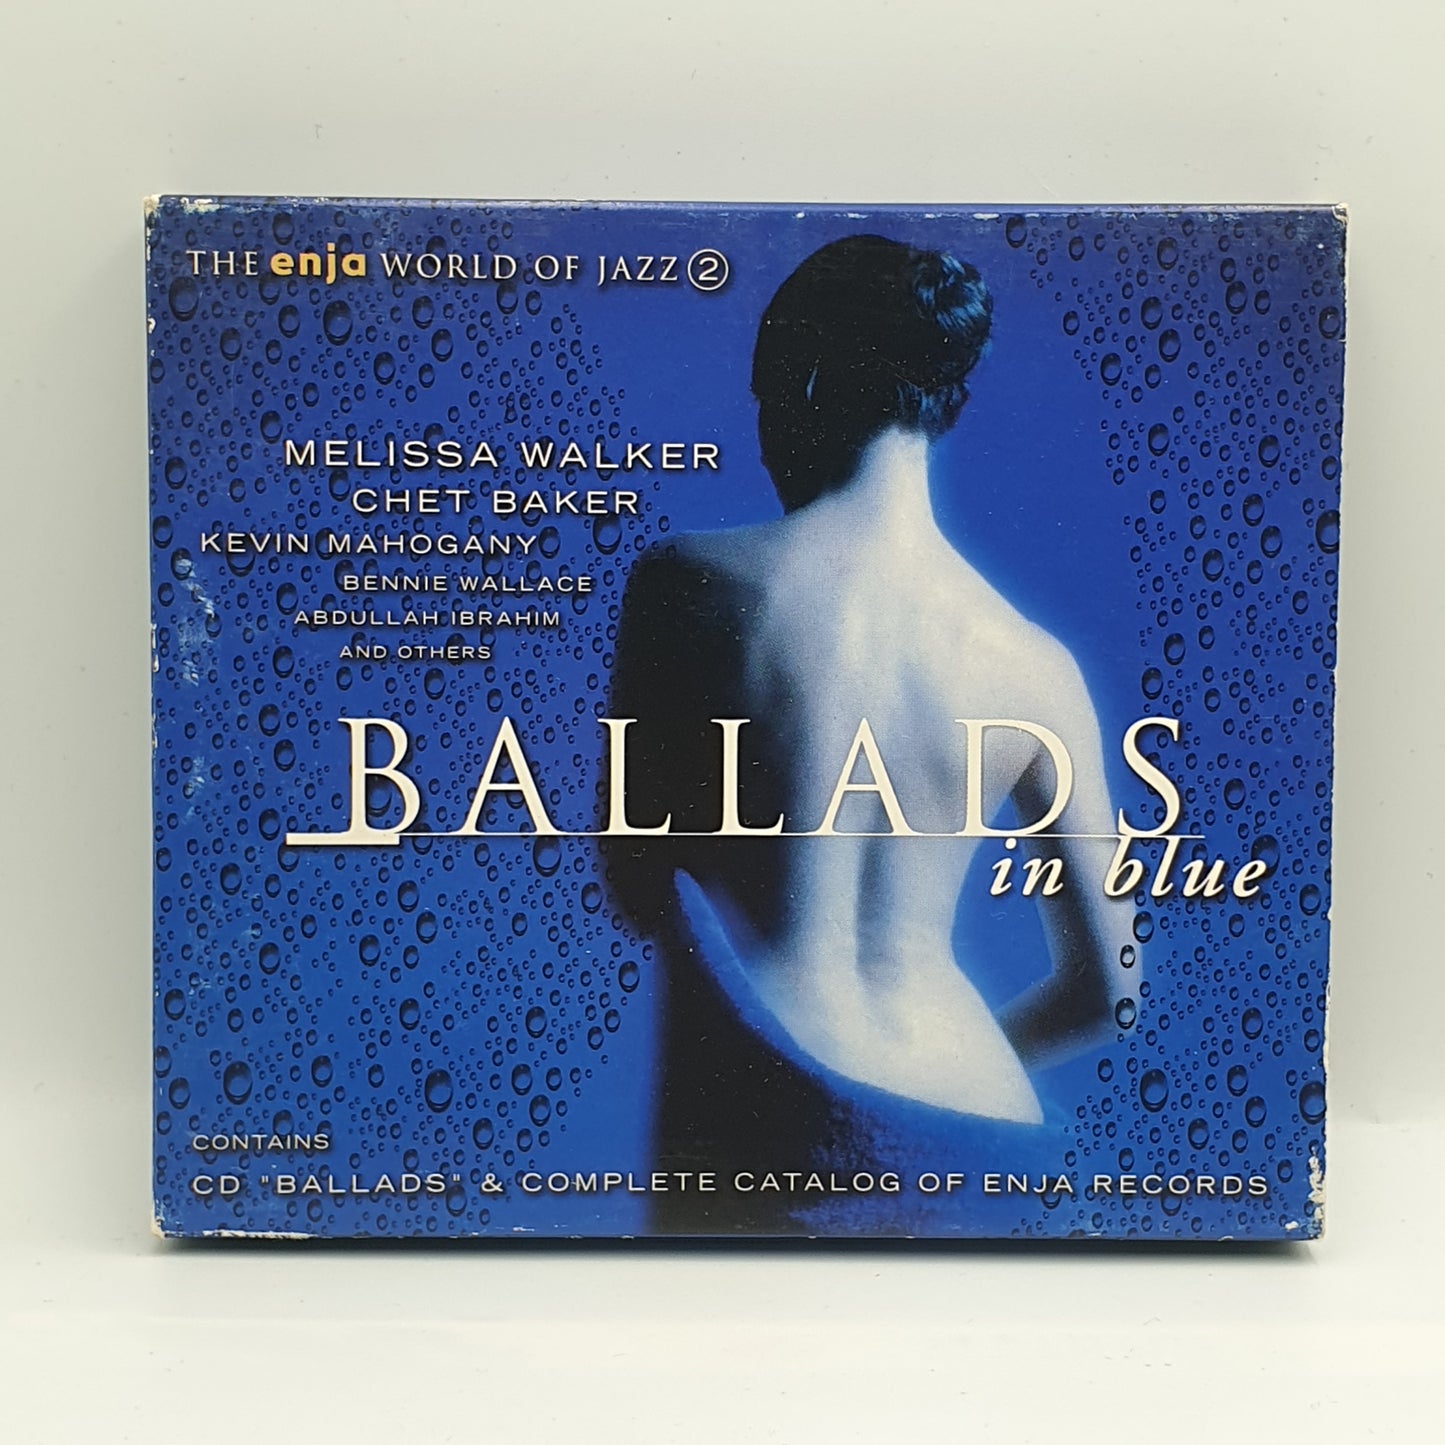 THE enja WORLD OF JAZZ 2
MELISSA WALKER
CHET BAKER
KEVIN MAHOGANY
BENNIE WALLACE
ABDULLAH IBRAHIM
AND OTHERS
BALLADS
in blue
CONTAINS
CD "BALLADS" & COMPLETE CATALOG OF ENJA RECORDS